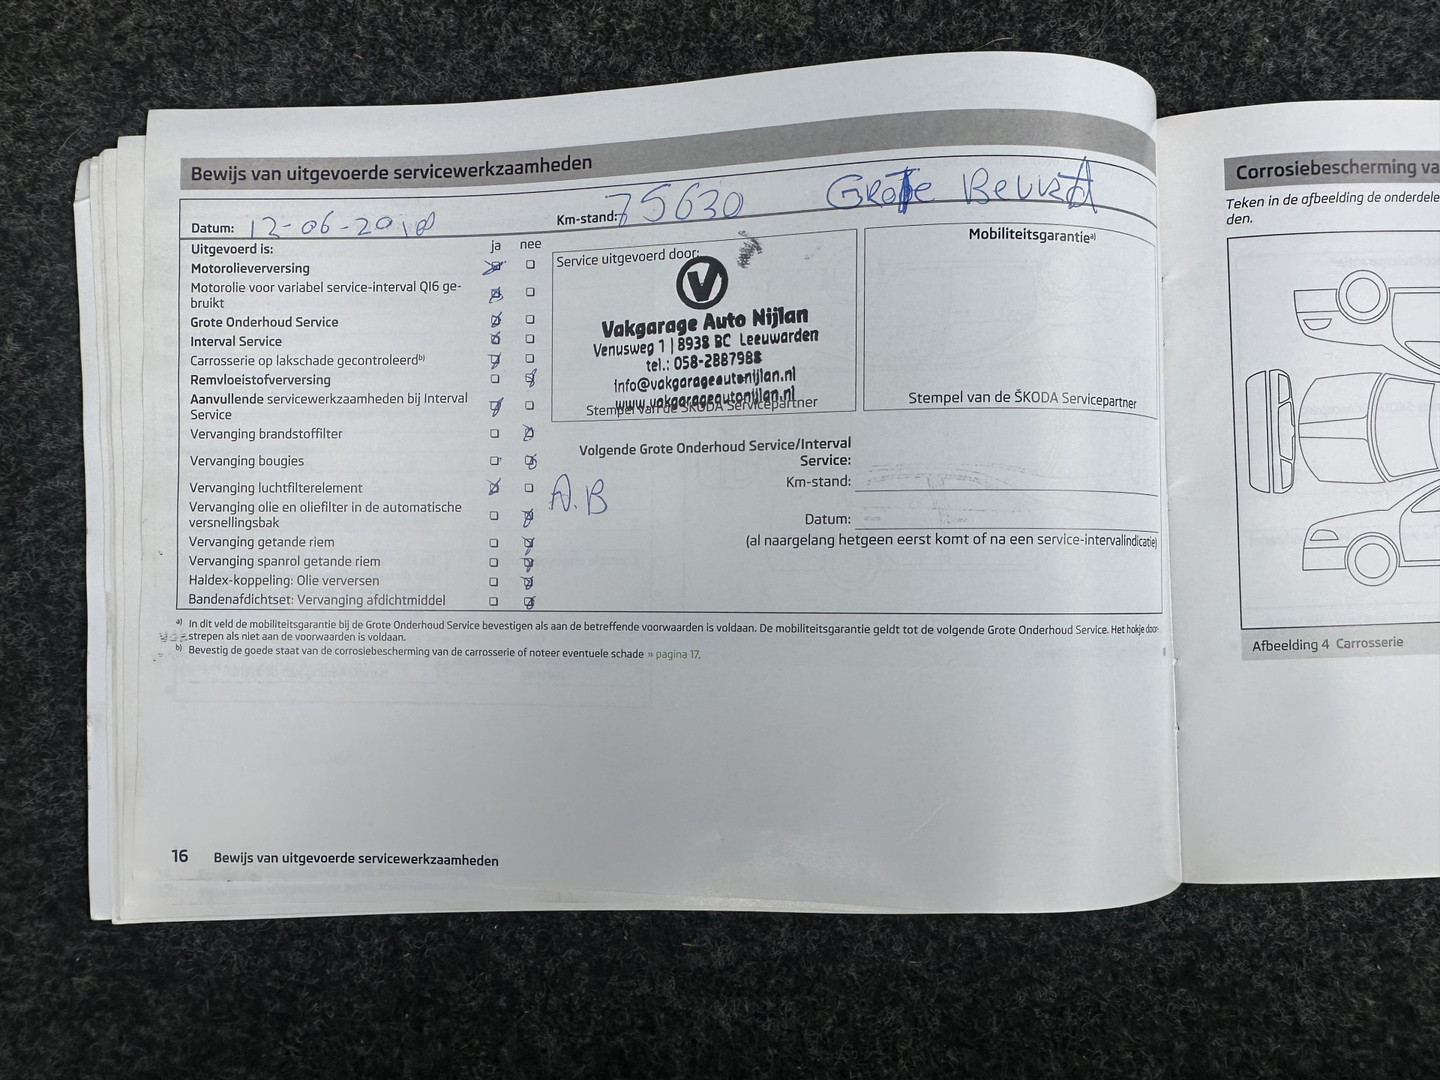 Bewijs van uitgevoerde servicewerkzaamheden
Datum: 12-06-2018 Km-stand: 75630 Grote Beurt
Uitgevoerd is: ja nee
Motorolieverversing
Motorolie voor variabel service-interval QI6 ge-
bruikt
Grote Onderhoud Service
Interval Service
Carrosserie op lakschade gecontroleerd b)
Remvloeistofverversing
Aanvullende servicewerkzaamheden bij Interval
Service
Vervanging brandstoffilter
Vervanging bougies
Vervanging luchtfilterelement
Vervanging olie en oliefilter in de automatische
versnellingsbak
Vervanging getande riem
Vervanging spanrol getande riem
Haldex-koppeling: Olie verversen
Bandenafdichtset: Vervanging afdichtmiddel
Service uitgevoerd door:
V
Vakgarage Auto Nijlan
Venusweg 1 | 8938 BC Leeuwarden
tel.: 058-2887988
info@vakgarageautonijlan.nl
www.vakgarageautonijlan.nl
Stempel van de ŠKODA Servicepartner
Mobiliteitsgarantie a)
Stempel van de ŠKODA Servicepartner
A.B
Volgende Grote Onderhoud Service/Interval
Service:
Km-stand:
Datum:
(al naargelang hetgeen eerst komt of na een service-intervalindicatie)
a) In dit veld de mobiliteitsgarantie bij de Grote Onderhoud Service bevestigen als aan de betreffende voorwaarden is voldaan. De mobiliteitsgarantie geldt tot de volgende Grote Onderhoud Service. Het hokje door-
strepen als niet aan de voorwaarden is voldaan.
b) Bevestig de goede staat van de corrosiebescherming van de carrosserie of noteer eventuele schade » pagina 17.
16 Bewijs van uitgevoerde servicewerkzaamheden
Corrosiebescherming va
Teken in de afbeelding de onderdele
den.
Afbeelding 4 Carrosserie